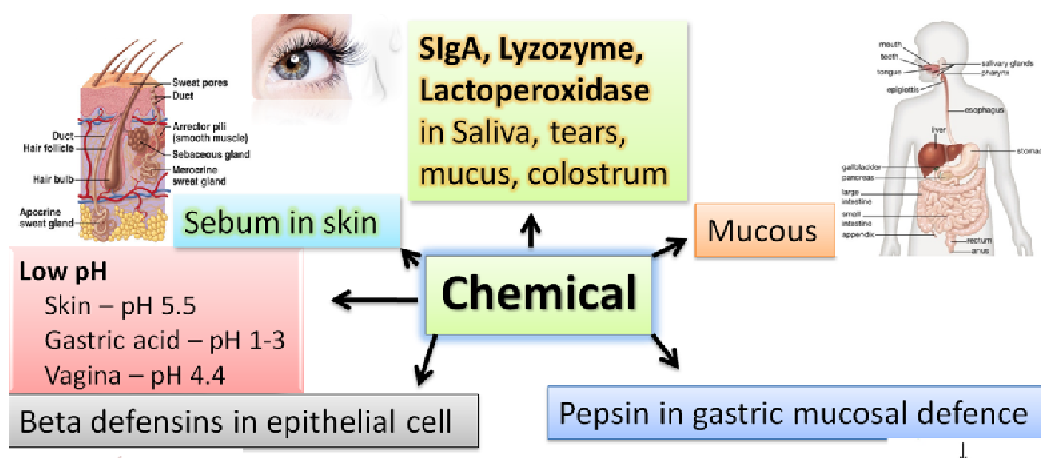 Sweat pores
Duct
Arrector pili
(smooth muscle)
Sebaceous gland
Merocrine
sweat gland
Duct
Hair follicle
Hair bulb
Apocrine
sweat gland
SIgA, Lyzozyme,
Lactoperoxidase
in Saliva, tears,
mucus, colostrum
mouth
teeth
tongue
salivary glands
pharynx
epiglottis
esophagus
liver
stomac
gallbladder
pancreas
large
intestine
small
intestine
appendix
rectum
anus
Sebum in skin
Mucous
Low pH
Skin – pH 5.5
Gastric acid – pH 1-3
Vagina – pH 4.4
Chemical
Beta defensins in epithelial cell
Pepsin in gastric mucosal defence